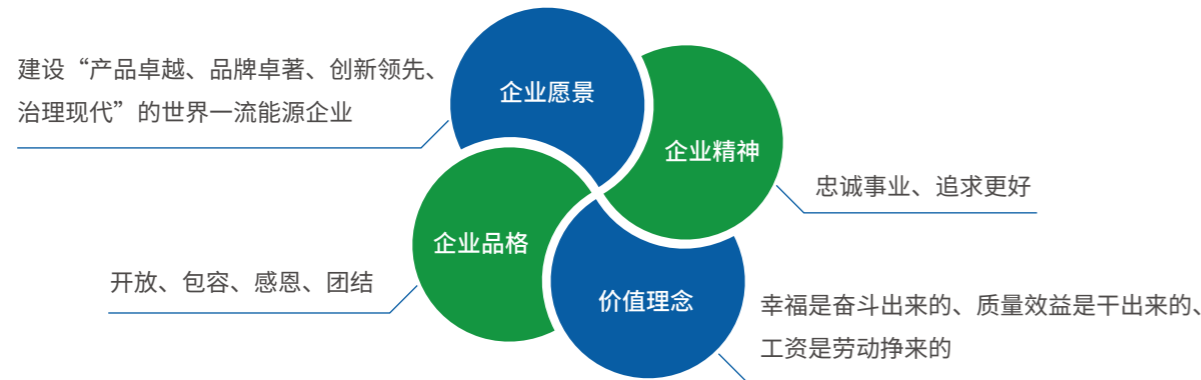 企业愿景
建设“产品卓越、品牌卓著、创新领先、
治理现代”的世界一流能源企业
企业精神
忠诚事业、追求更好
企业品格
开放、包容、感恩、团结
价值理念
幸福是奋斗出来的、质量效益是干出来的、
工资是劳动挣来的